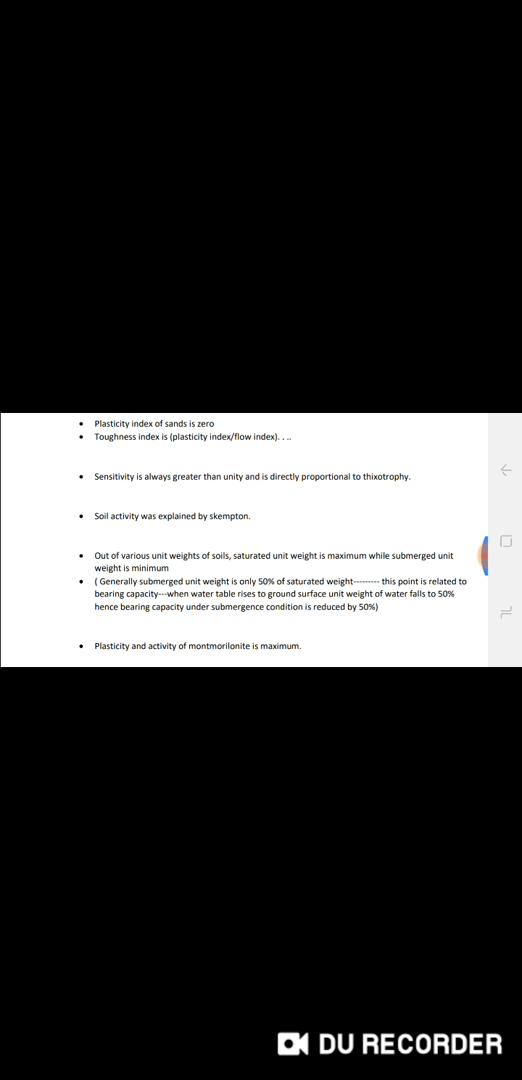 • Plasticity index of sands is zero
• Toughness index is (plasticity index/flow index). . ..
• Sensitivity is always greater than unity and is directly proportional to thixotrophy.
• Soil activity was explained by skempton.
• Out of various unit weights of soils, saturated unit weight is maximum while submerged unit
weight is minimum
• ( Generally submerged unit weight is only 50% of saturated weight--------- this point is related to
bearing capacity---when water table rises to ground surface unit weight of water falls to 50%
hence bearing capacity under submergence condition is reduced by 50%)
• Plasticity and activity of montmorilonite is maximum.
DU RECORDER